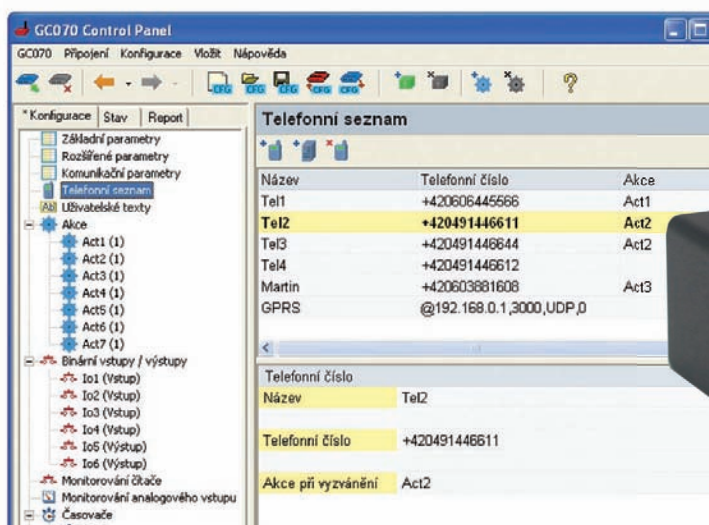 GC070 Control Panel
GC070 Připojení Konfigurace Vložit Nápověda
CFG CFG CFG CFG CFG
* Konfigurace Stav Report
Základní parametry
Rozšířené parametry
Komunikační parametry
Telefonní seznam
Ab Uživatelské texty
Akce
Act1 (1)
Act2 (1)
Act3 (1)
Act4 (1)
Act5 (1)
Act6 (1)
Act7 (1)
Binární vstupy / výstupy
Io1 (Vstup)
Io2 (Vstup)
Io3 (Vstup)
Io4 (Vstup)
Io5 (Výstup)
Io6 (Výstup)
Monitorování čítače
Monitorování analogového vstupu
Časovače
Telefonní seznam
Název Telefonní číslo Akce
Tel1 +420606445566 Act1
Tel2 +420491446611 Act2
Tel3 +420491446644 Act2
Tel4 +420491446612
Martin +420603881608 Act3
GPRS @192.168.0.1,3000,UDP,0
Telefonní číslo
Název Tel2
Telefonní číslo +420491446611
Akce při vyzvánění Act2